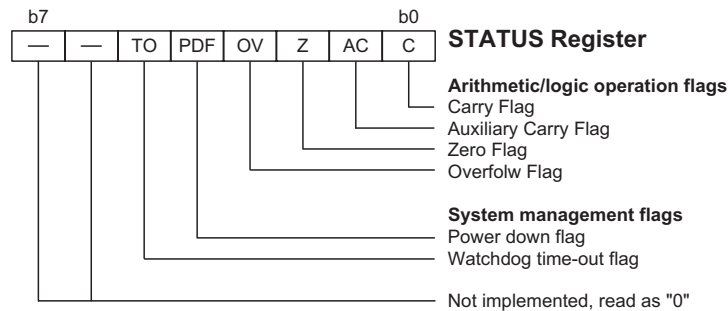 b7 b0
— — TO PDF OV Z AC C
STATUS Register
Arithmetic/logic operation flags
Carry Flag
Auxiliary Carry Flag
Zero Flag
Overfolw Flag
System management flags
Power down flag
Watchdog time-out flag
Not implemented, read as "0"